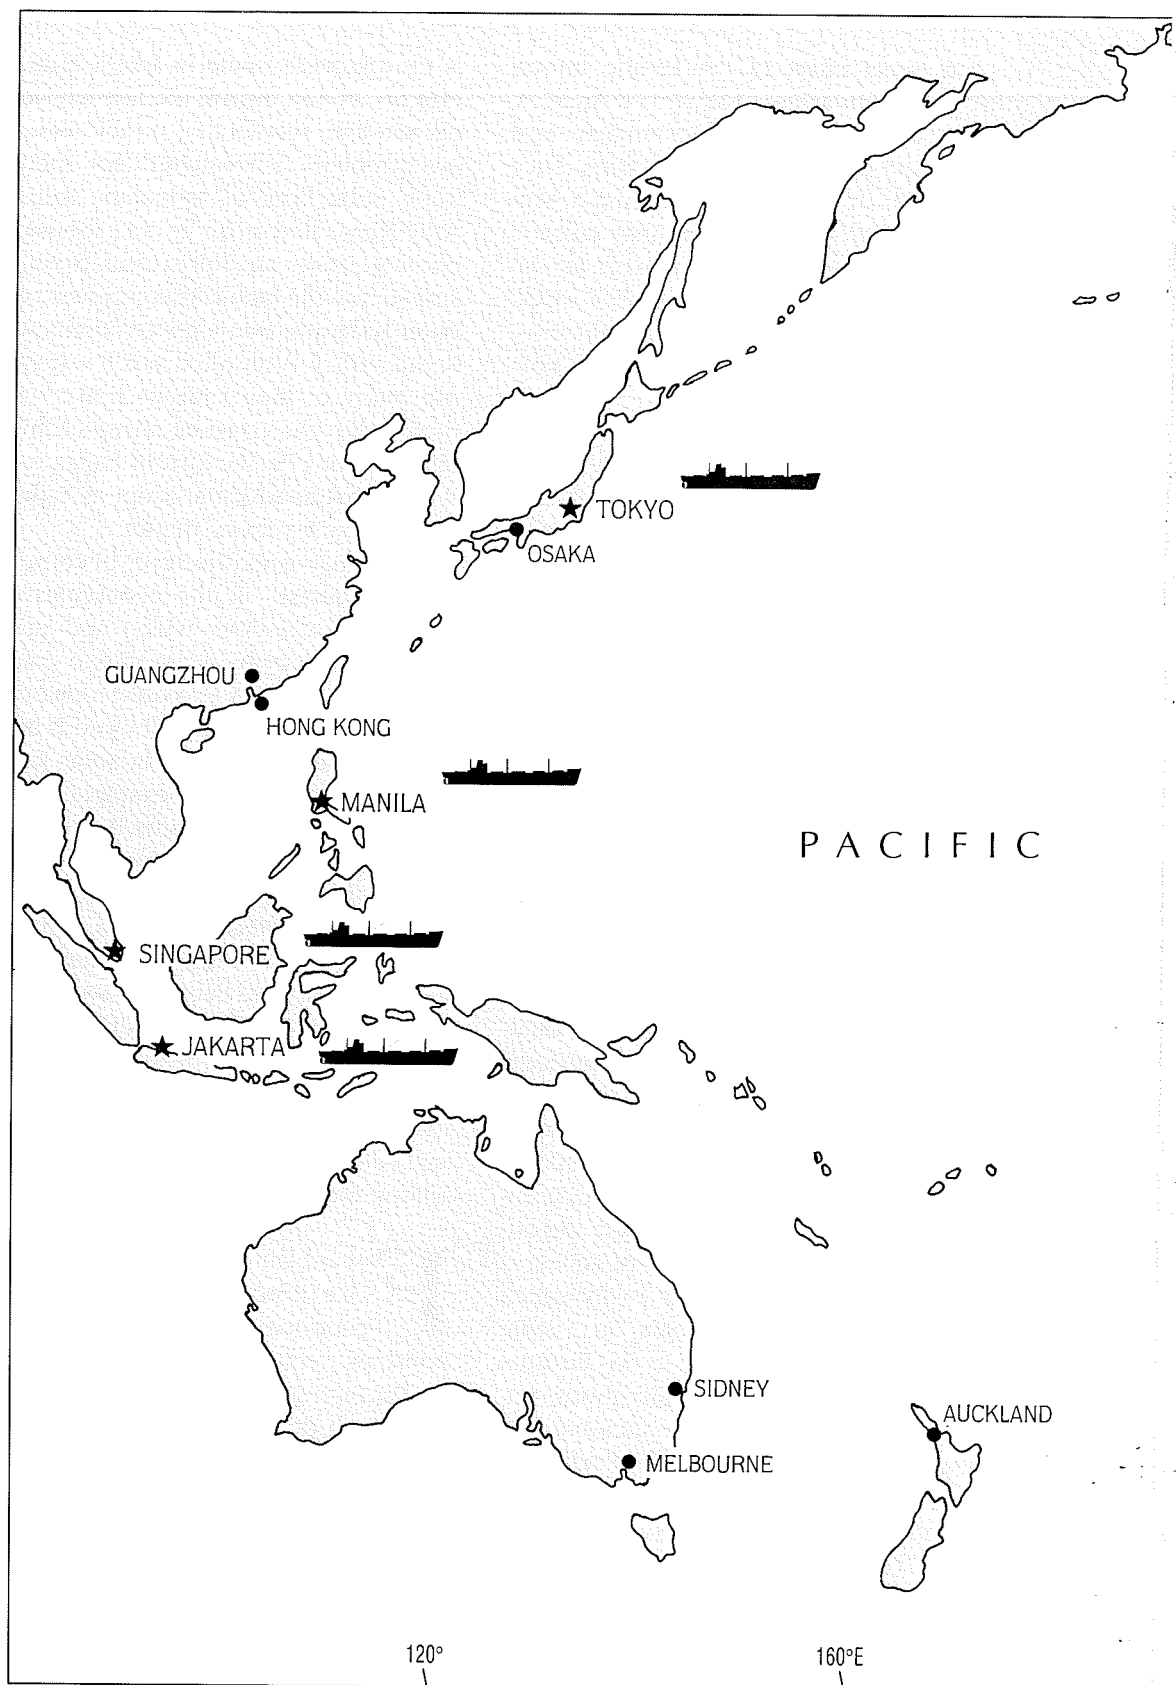 TOKYO
OSAKA
GUANGZHOU
HONG KONG
MANILA
PACIFIC
SINGAPORE
JAKARTA
SIDNEY
AUCKLAND
MELBOURNE
120°
160°E